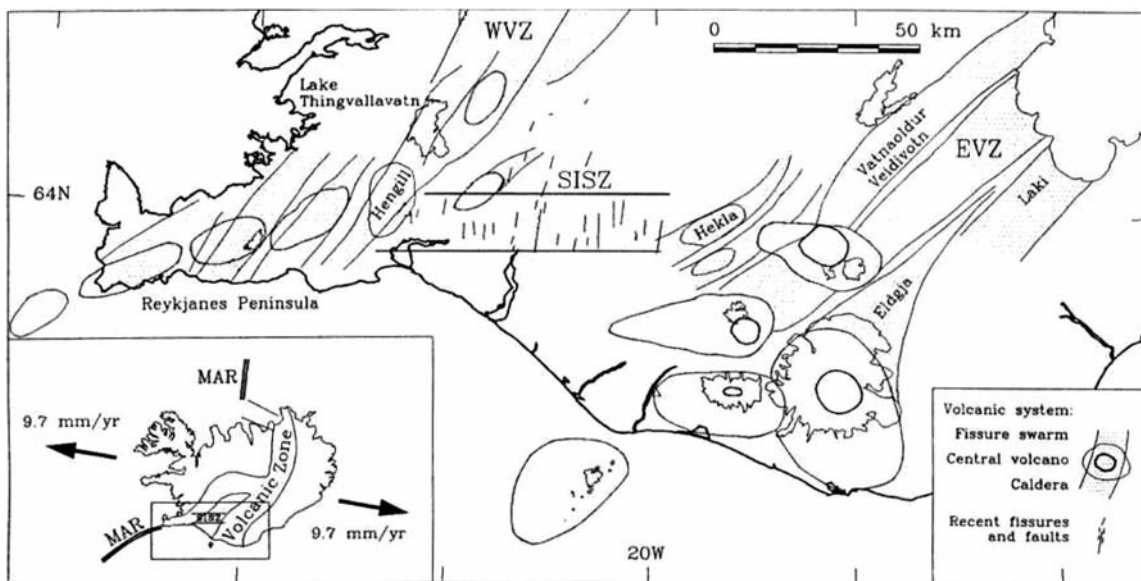 WVZ
0
50 km
Lake
Thingvallavatn
64N
Hengill
SISZ
Vatnaoldur
Veidivotn
EVZ
Laki
Hekla
Reykjanes Peninsula
Eldgja
20W
MAR
9.7 mm/yr
Volcanic Zone
SISZ
MAR
9.7 mm/yr
Volcanic system:
Fissure swarm
Central volcano
Caldera
Recent fissures
and faults